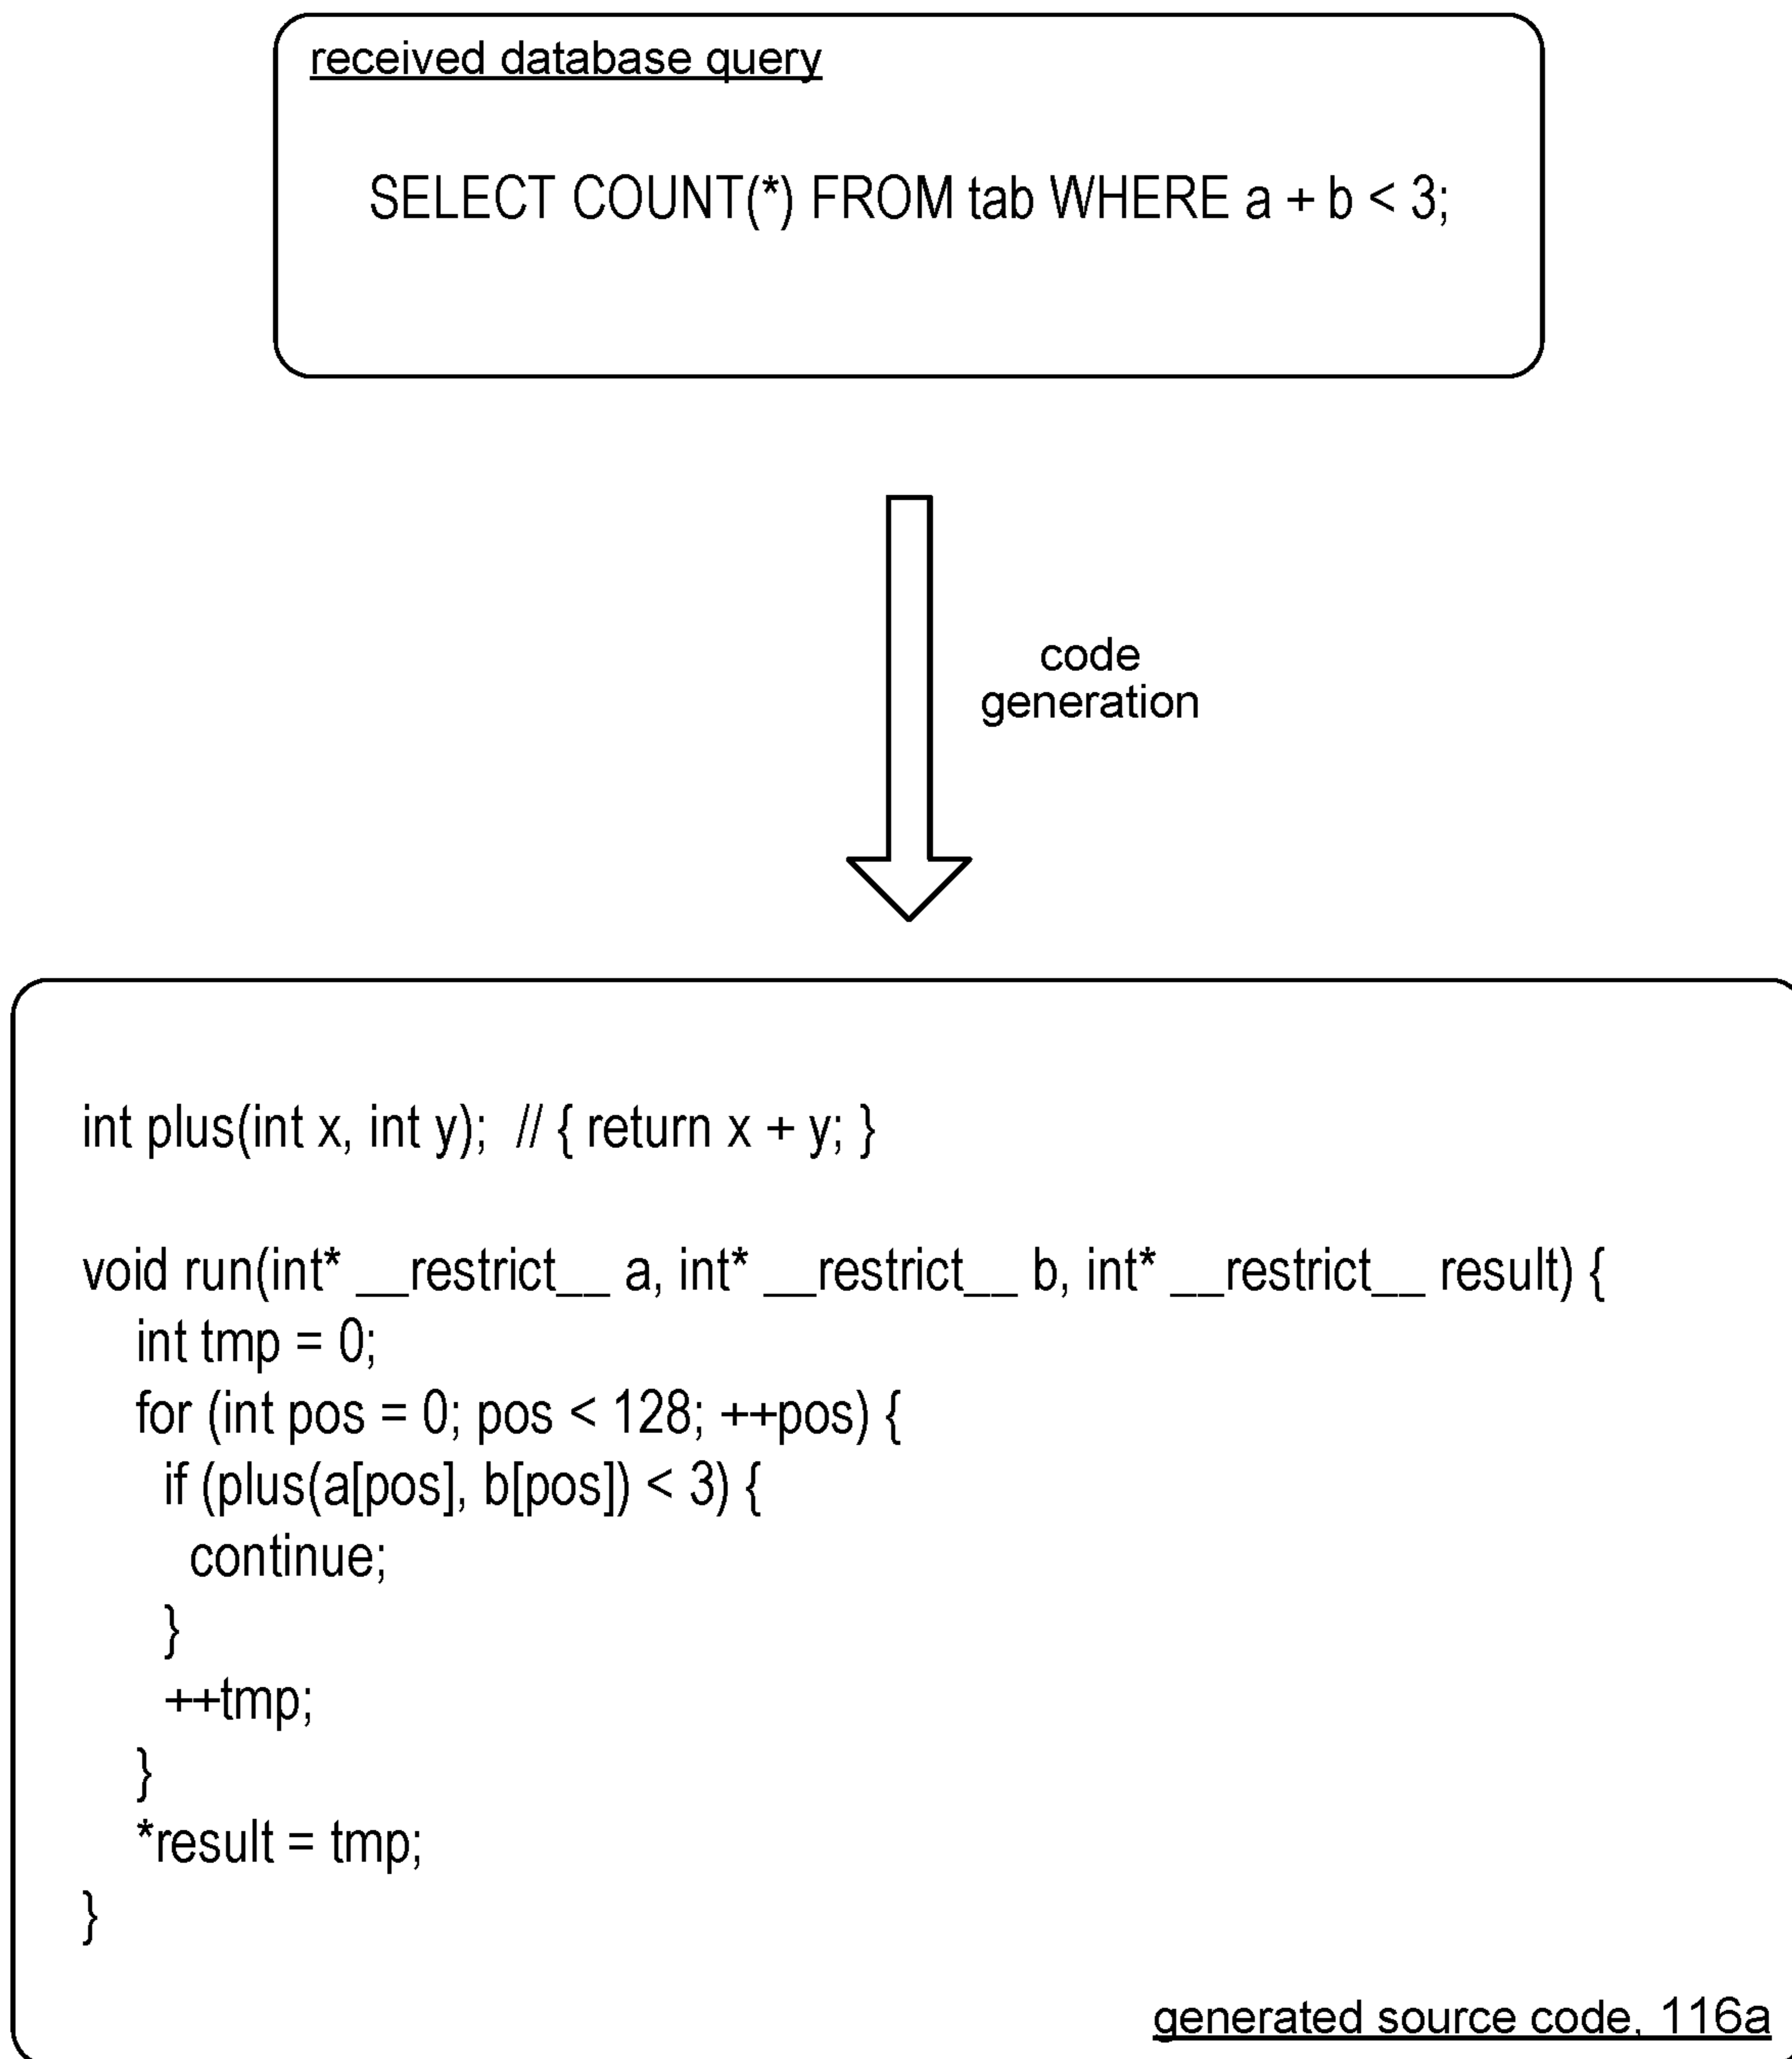 received database query
SELECT COUNT(*) FROM tab WHERE a + b < 3;
code
generation
int plus(int x, int y);  // { return x + y; }
void run(int* __restrict__ a, int* __restrict__ b, int* __restrict__ result) {
int tmp = 0;
for (int pos = 0; pos < 128; ++pos) {
if (plus(a[pos], b[pos]) < 3) {
continue;
}
++tmp;
}
*result = tmp;
}
generated source code, 116a